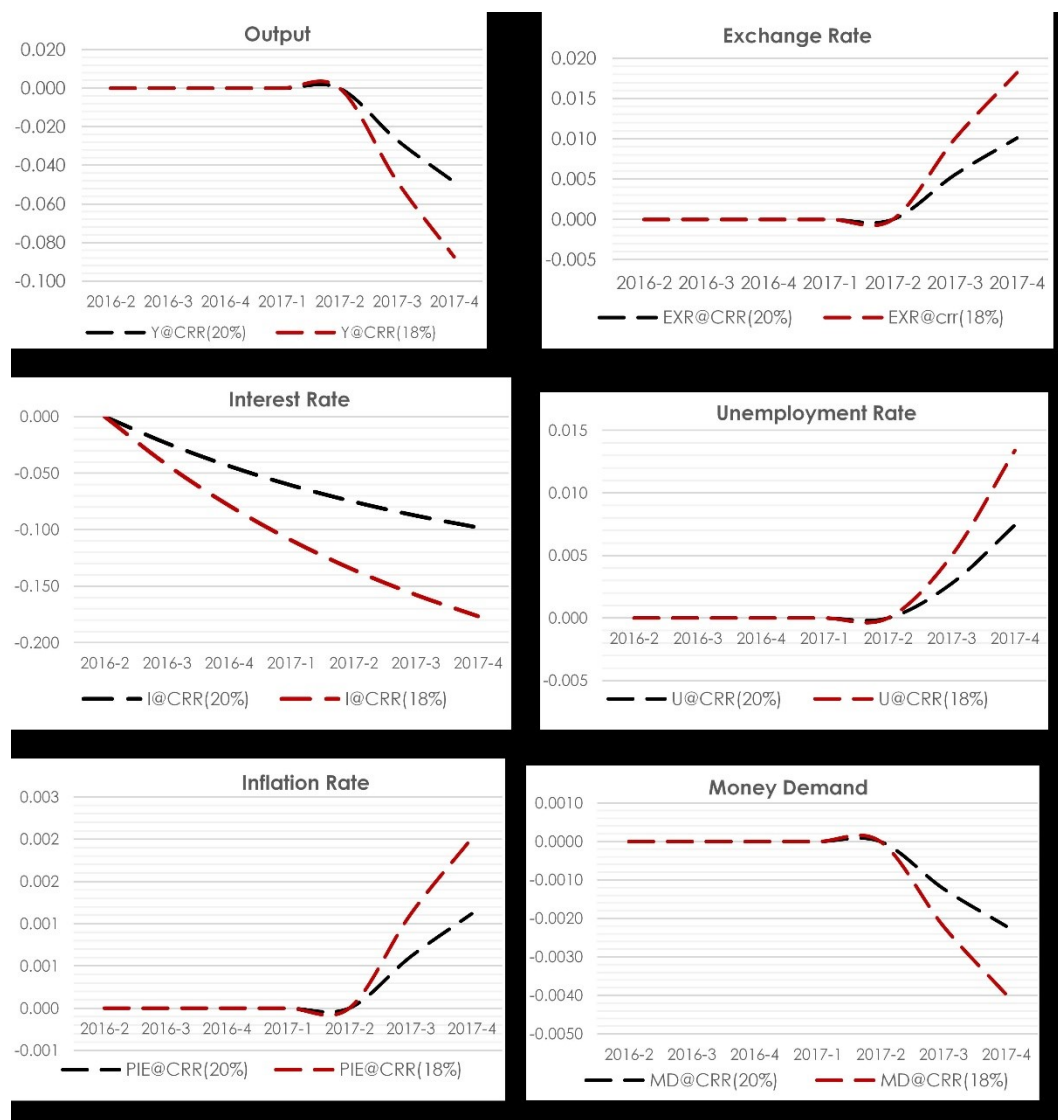 Output
0.020
0.000
-0.020
-0.040
-0.060
-0.080
-0.100
2016-2 2016-3 2016-4 2017-1 2017-2 2017-3 2017-4
Y@CRR(20%) Y@CRR(18%)
Exchange Rate
0.020
0.015
0.010
0.005
0.000
-0.005
2016-2 2016-3 2016-4 2017-1 2017-2 2017-3 2017-4
EXR@CRR(20%) EXR@crr(18%)
Interest Rate
0.000
-0.050
-0.100
-0.150
-0.200
2016-2 2016-3 2016-4 2017-1 2017-2 2017-3 2017-4
I@CRR(20%) I@CRR(18%)
Unemployment Rate
0.015
0.010
0.005
0.000
2016-2 2016-3 2016-4 2017-1 2017-2 2017-3 2017-4
-0.005
U@CRR(20%) U@CRR(18%)
Inflation Rate
0.003
0.002
0.002
0.001
0.001
0.000
2016-2 2016-3 2016-4 2017-1 2017-2 2017-3 2017-4
-0.001
PIE@CRR(20%) PIE@CRR(18%)
Money Demand
0.0010
0.0000
-0.0010
-0.0020
-0.0030
-0.0040
-0.0050
2016-2 2016-3 2016-4 2017-1 2017-2 2017-3 2017-4
MD@CRR(20%) MD@CRR(18%)